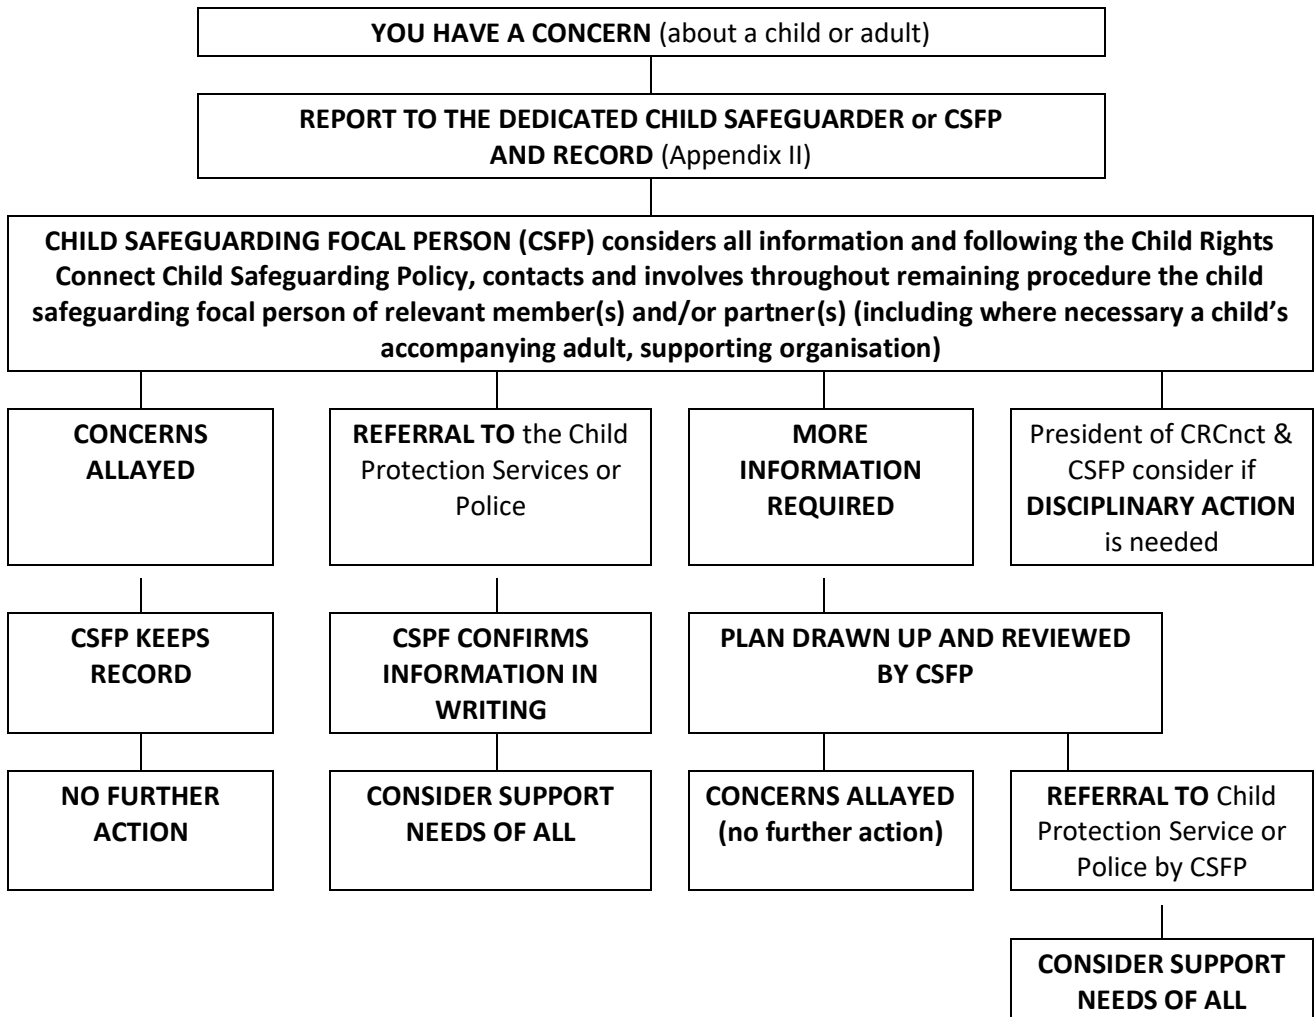 YOU HAVE A CONCERN (about a child or adult)
REPORT TO THE DEDICATED CHILD SAFEGUARDER or CSFP
AND RECORD (Appendix II)
CHILD SAFEGUARDING FOCAL PERSON (CSFP) considers all information and following the Child Rights
Connect Child Safeguarding Policy, contacts and involves throughout remaining procedure the child
safeguarding focal person of relevant member(s) and/or partner(s) (including where necessary a child's
accompanying adult, supporting organisation)
CONCERNS
ALLAYED
REFERRAL TO the Child
Protection Services or
Police
MORE
INFORMATION
REQUIRED
President of CRCnct &
CSFP consider if
DISCIPLINARY ACTION
is needed
CSFP KEEPS
RECORD
CSPF CONFIRMS
INFORMATION IN
WRITING
PLAN DRAWN UP AND REVIEWED
BY CSFP
NO FURTHER
ACTION
CONSIDER SUPPORT
NEEDS OF ALL
CONCERNS ALLAYED
(no further action)
REFERRAL TO Child
Protection Service or
Police by CSFP
CONSIDER SUPPORT
NEEDS OF ALL